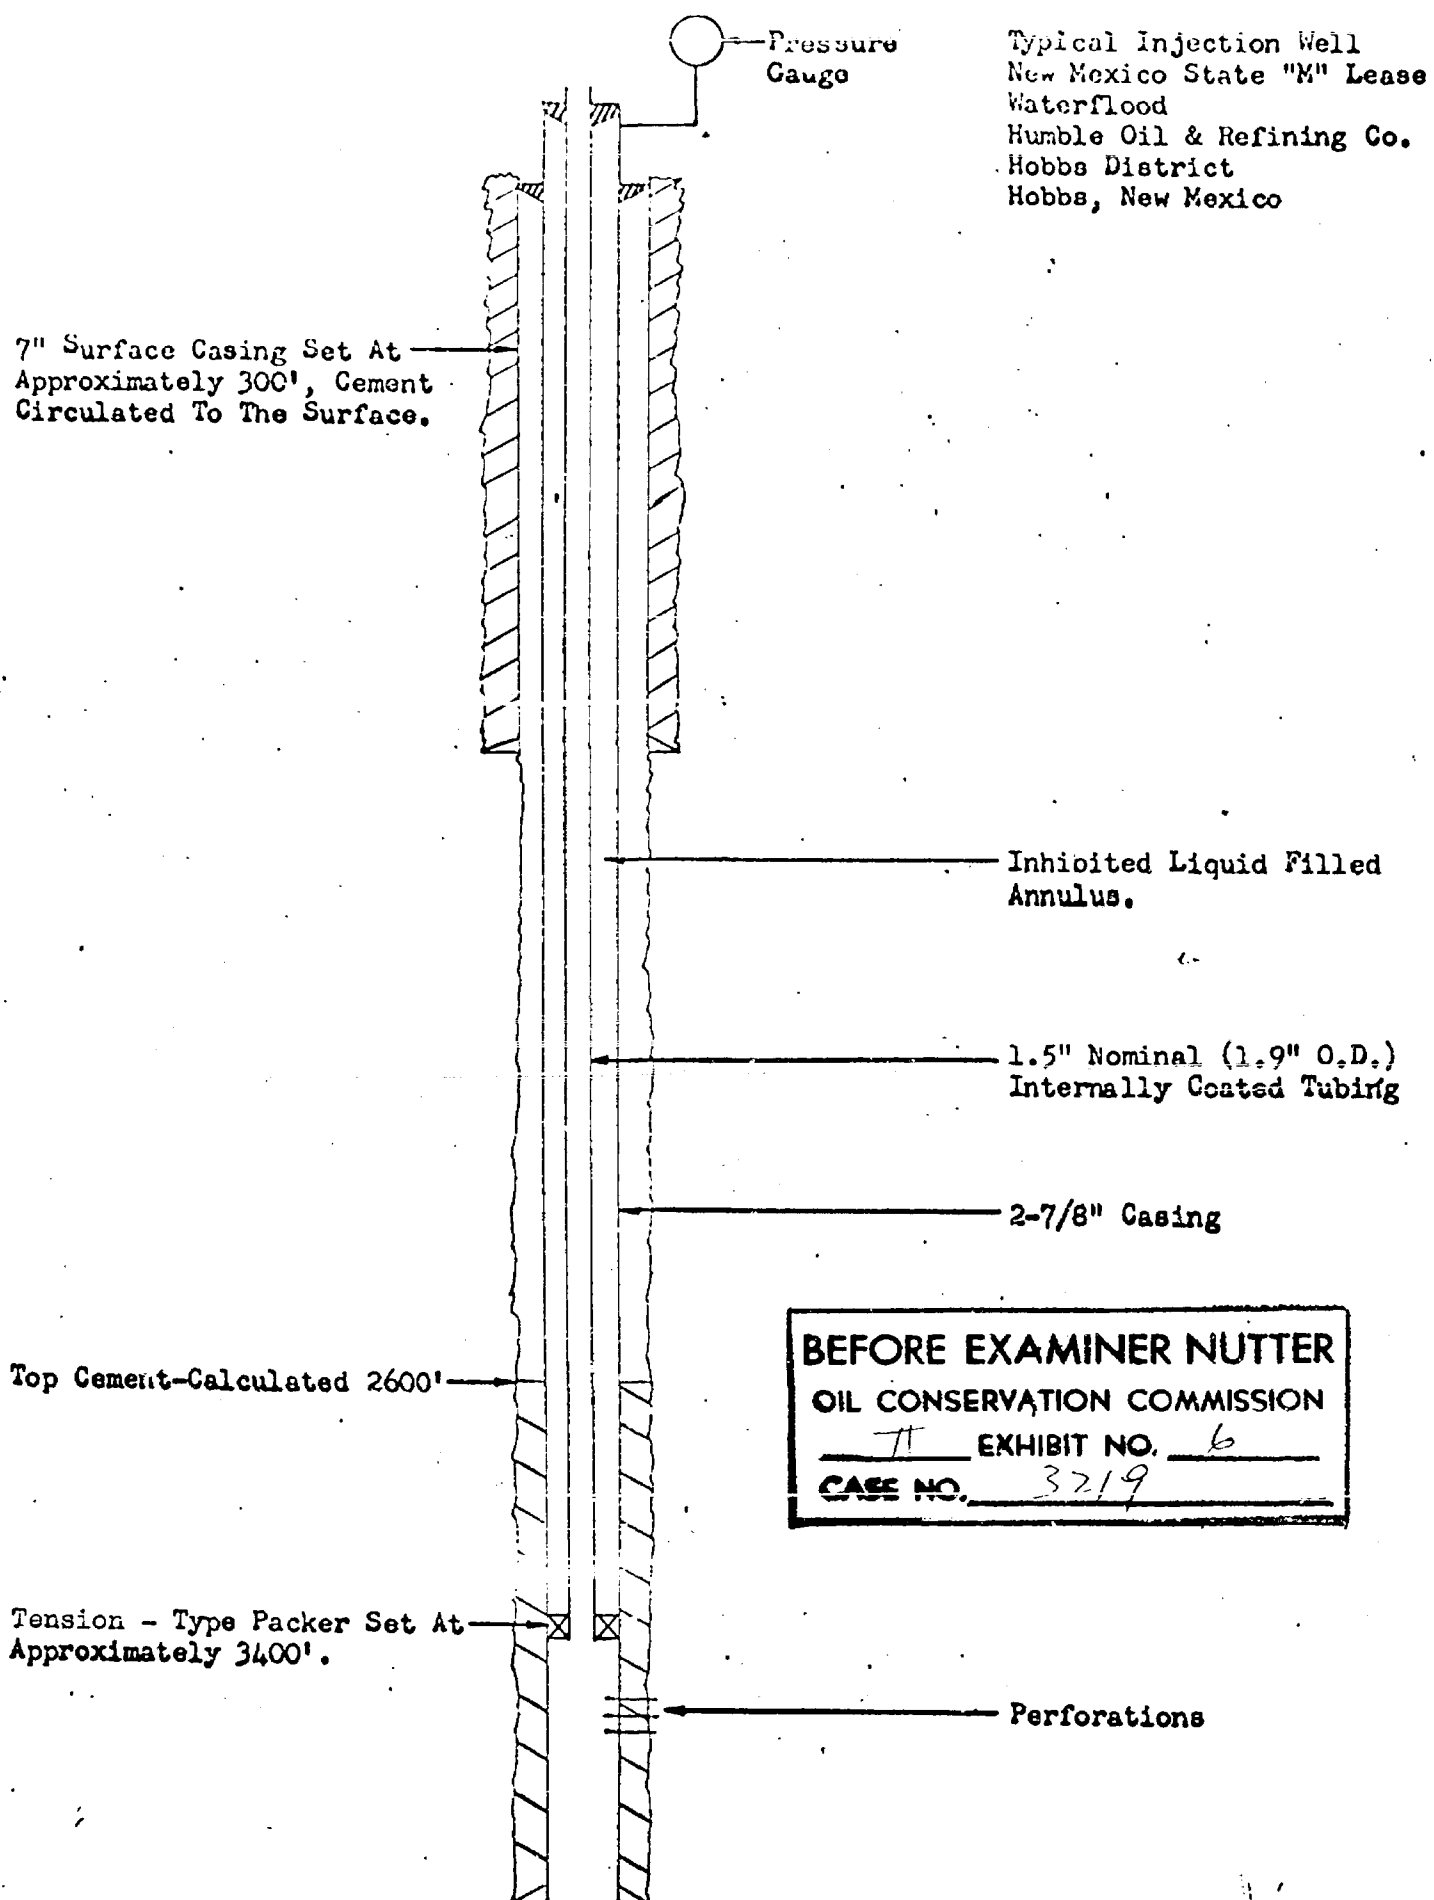 Pressure
Gauge
Typical Injection Well
New Mexico State "M" Lease
Waterflood
Humble Oil & Refining Co.
Hobbs District
Hobbs, New Mexico
7" Surface Casing Set At
Approximately 300', Cement
Circulated To The Surface.
Inhibited Liquid Filled
Annulus.
1.5" Nominal (1.9" O.D.)
Internally Coated Tubing
2-7/8" Casing
BEFORE EXAMINER NUTTER
OIL CONSERVATION COMMISSION
II EXHIBIT NO. 6
CASE NO. 3219
Top Cement-Calculated 2600'
Tension - Type Packer Set At
Approximately 3400'.
Perforations